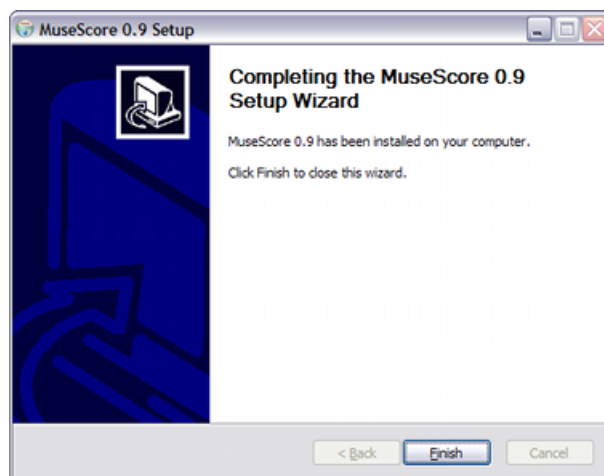 MuseScore 0.9 Setup
Completing the MuseScore 0.9
Setup Wizard
MuseScore 0.9 has been installed on your computer.
Click Finish to close this wizard.
< Back Finish Cancel